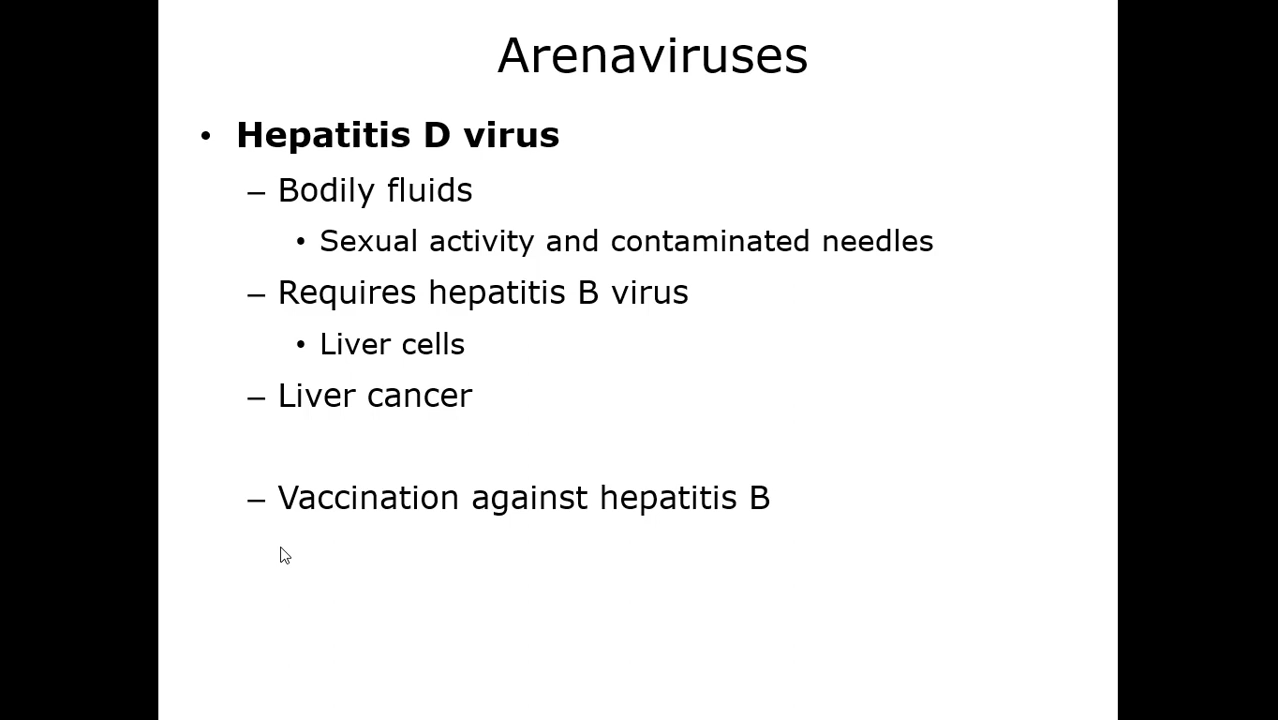 Arenaviruses
• Hepatitis D virus
– Bodily fluids
• Sexual activity and contaminated needles
– Requires hepatitis B virus
• Liver cells
– Liver cancer
– Vaccination against hepatitis B